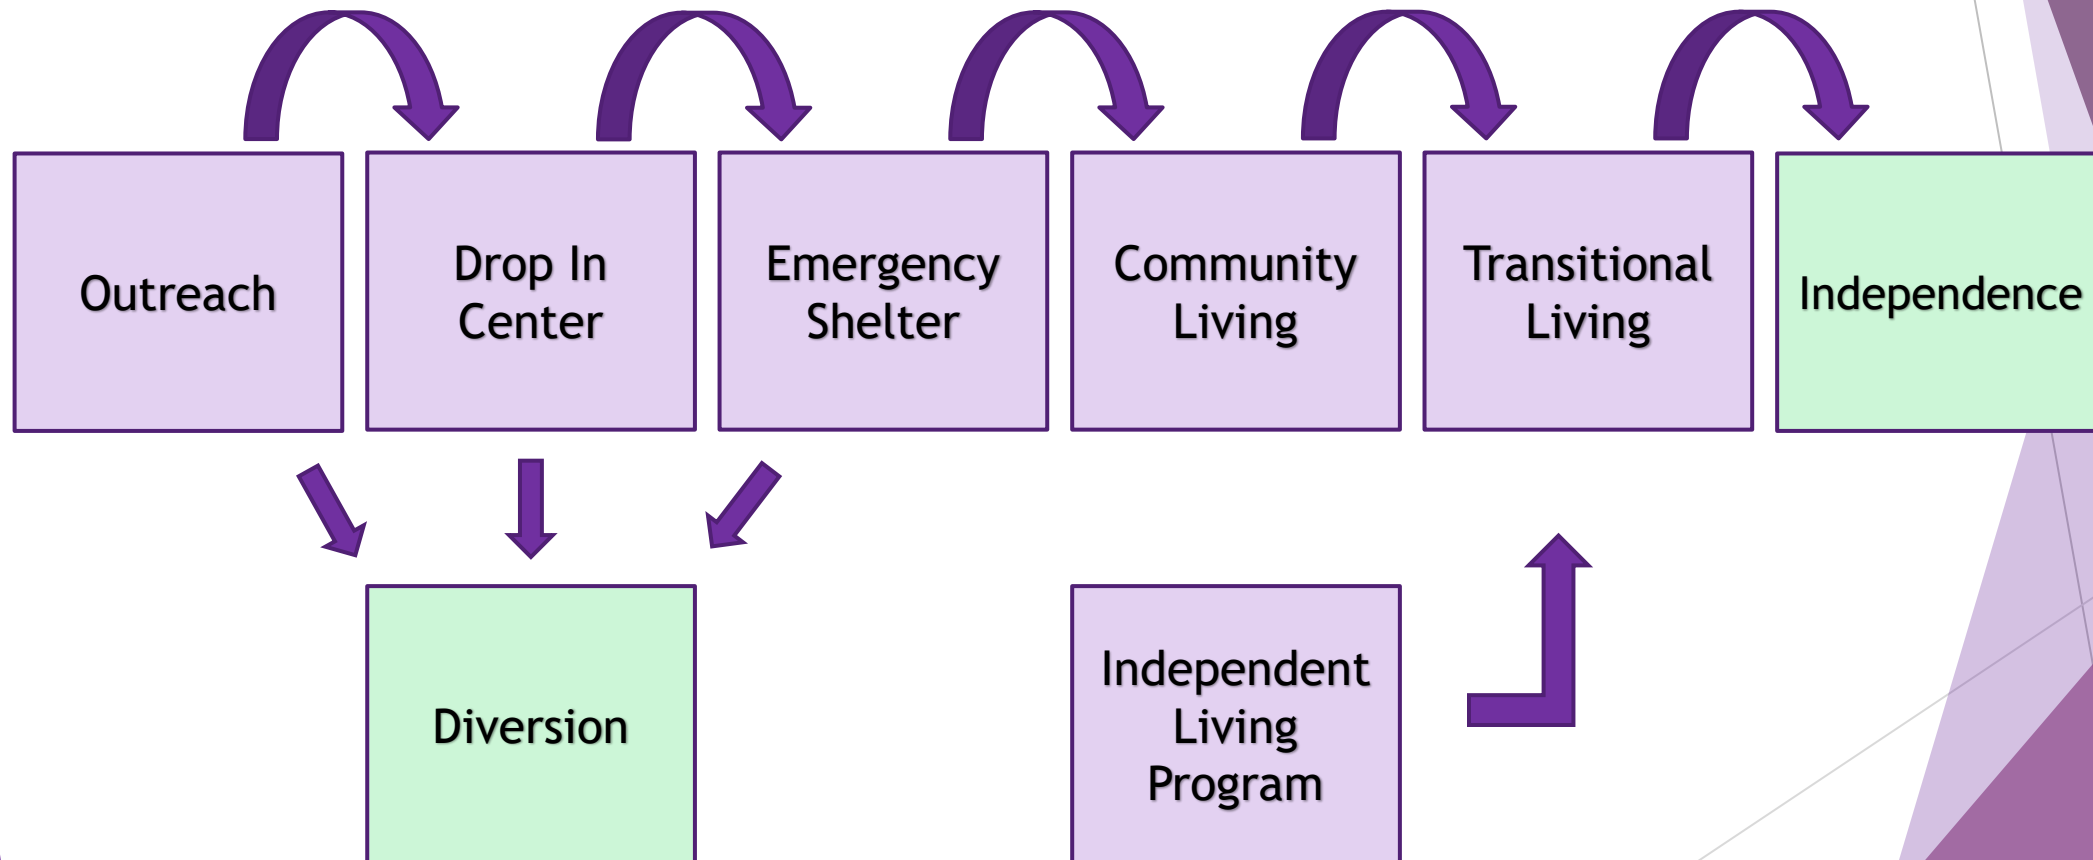 Outreach
Drop In
Center
Emergency
Shelter
Community
Living
Transitional
Living
Independence
Diversion
Independent
Living
Program